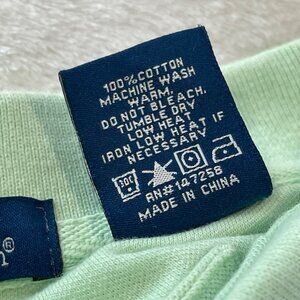 100% COTTON
MACHINE WASH
WARM,
DO NOT BLEACH,
TUMBLE DRY
LOW HEAT
IRON LOW HEAT IF
NECESSARY
30C
RN# 147258
MADE IN CHINA
®